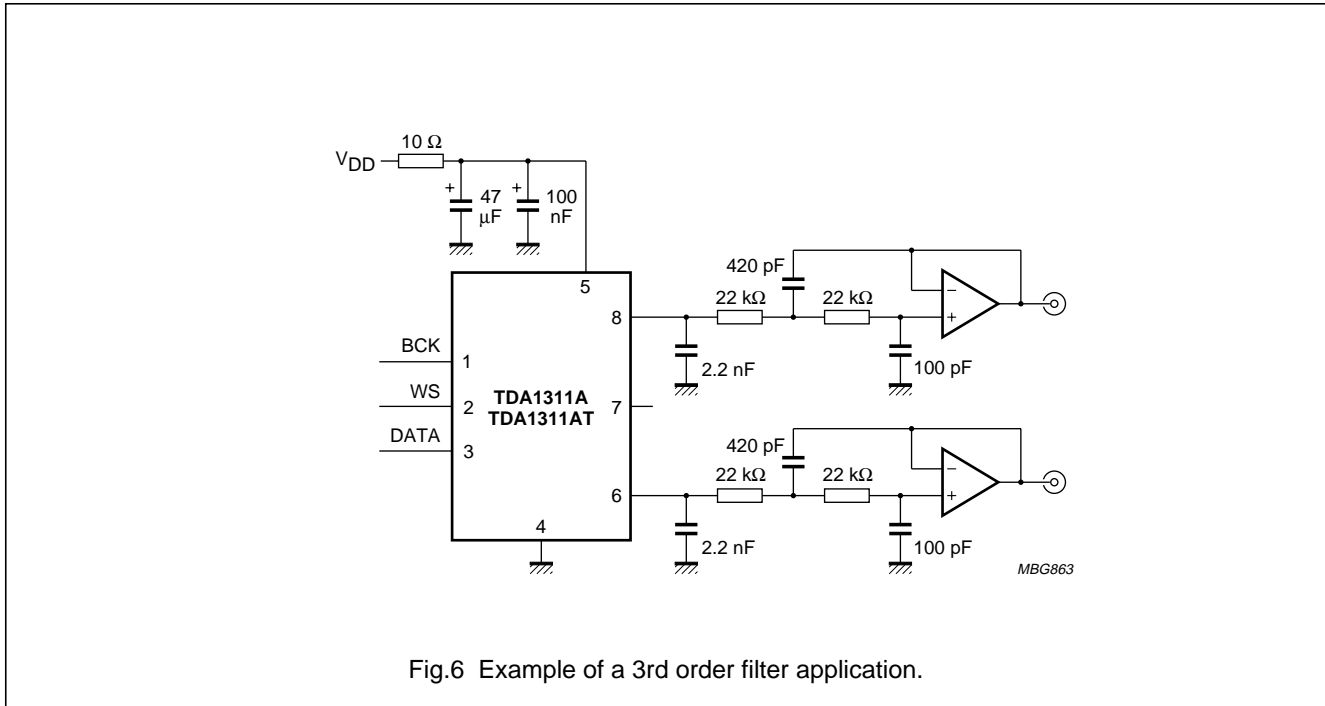 10 Ω
VDD
+ 47 μF
+ 100 nF
5
420 pF
22 kΩ
22 kΩ
−
+
8
2.2 nF
100 pF
BCK
1
WS
2
DATA
3
TDA1311A
TDA1311AT
7
420 pF
22 kΩ
22 kΩ
−
+
6
2.2 nF
100 pF
4
MBG863
Fig.6 Example of a 3rd order filter application.